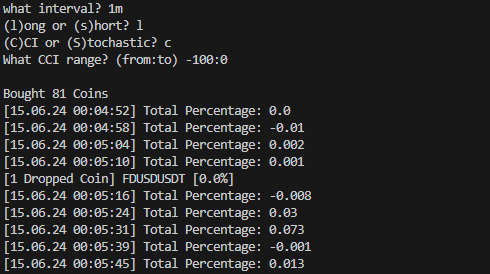 what interval? 1m
(l)ong or (s)hort? l
(C)CI or (S)tochastic? c
What CCI range? (from:to) -100:0
Bought 81 Coins
[15.06.24 00:04:52] Total Percentage: 0.0
[15.06.24 00:04:58] Total Percentage: -0.01
[15.06.24 00:05:04] Total Percentage: 0.002
[15.06.24 00:05:10] Total Percentage: 0.001
[1 Dropped Coin] FDUSDUSDT [0.0%]
[15.06.24 00:05:16] Total Percentage: -0.008
[15.06.24 00:05:24] Total Percentage: 0.03
[15.06.24 00:05:31] Total Percentage: 0.073
[15.06.24 00:05:39] Total Percentage: -0.001
[15.06.24 00:05:45] Total Percentage: 0.013